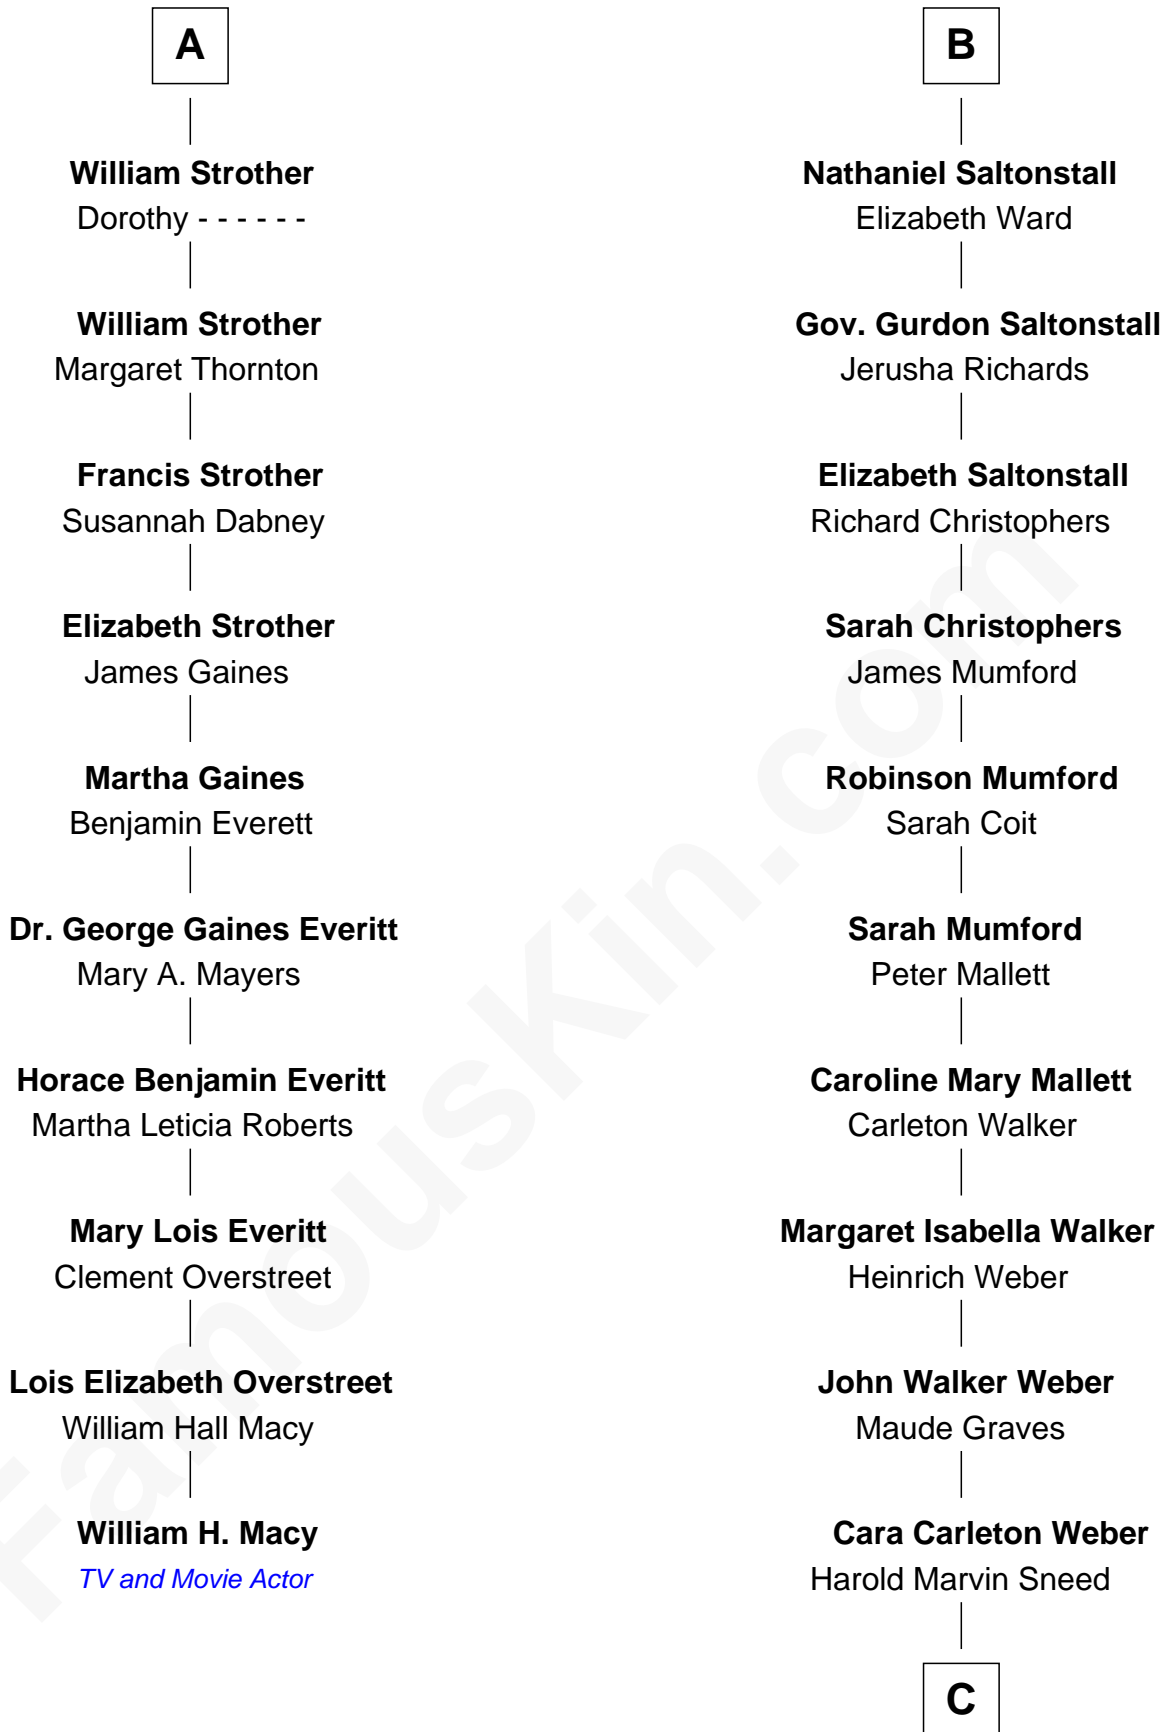 A
William Strother
Dorothy - - - - - -
William Strother
Margaret Thornton
Francis Strother
Susannah Dabney
Elizabeth Strother
James Gaines
Martha Gaines
Benjamin Everett
Dr. George Gaines Everitt
Mary A. Mayers
Horace Benjamin Everitt
Martha Leticia Roberts
Mary Lois Everitt
Clement Overstreet
Lois Elizabeth Overstreet
William Hall Macy
William H. Macy
TV and Movie Actor
B
Nathaniel Saltonstall
Elizabeth Ward
Gov. Gurdon Saltonstall
Jerusha Richards
Elizabeth Saltonstall
Richard Christophers
Sarah Christophers
James Mumford
Robinson Mumford
Sarah Coit
Sarah Mumford
Peter Mallett
Caroline Mary Mallett
Carleton Walker
Margaret Isabella Walker
Heinrich Weber
John Walker Weber
Maude Graves
Cara Carleton Weber
Harold Marvin Sneed
C
FamousKin.com